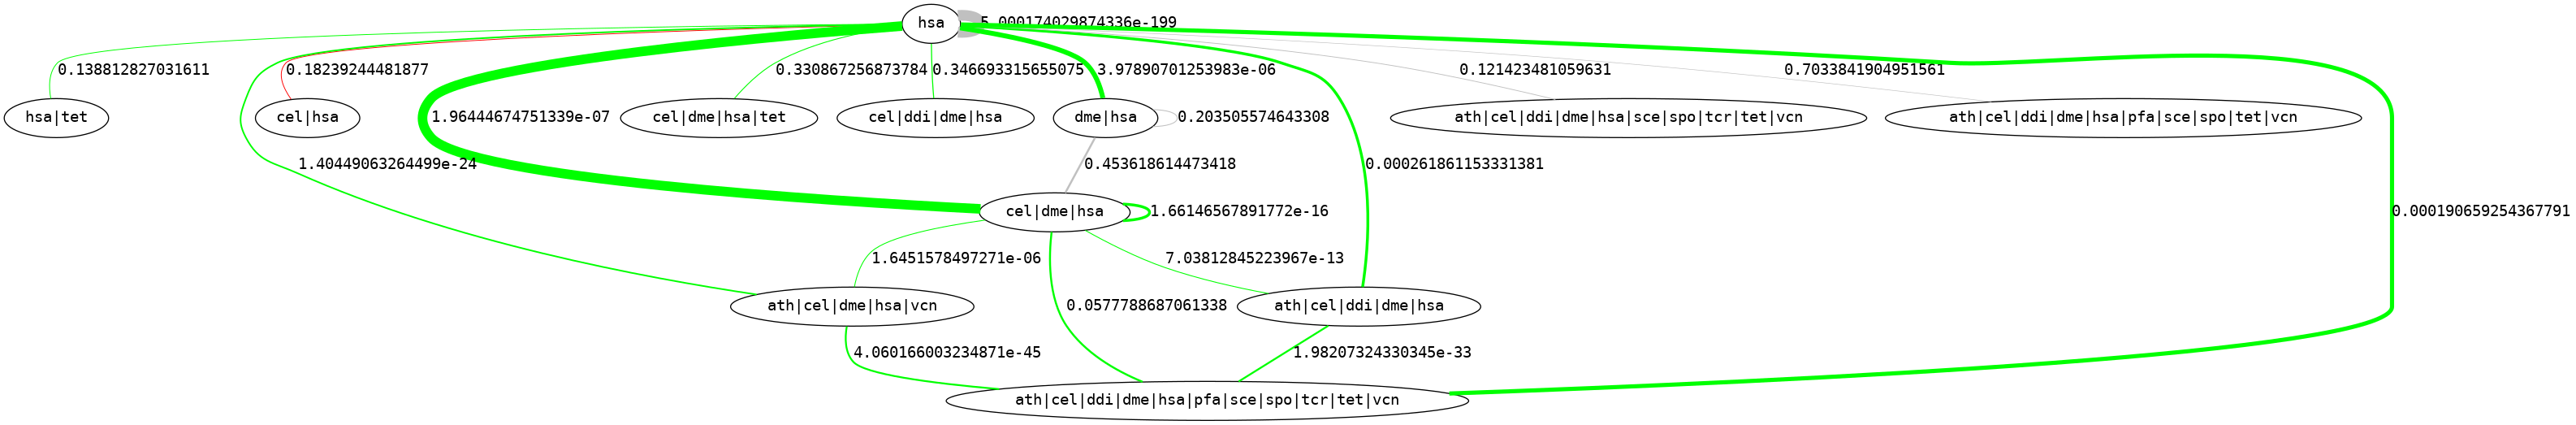 hsa
5.000174029874336e-199
0.138812827031611
0.18239244481877
1.96444674751339e-07
0.330867256873784
0.346693315655075
3.97890701253983e-06
0.121423481059631
0.7033841904951561
hsa|tet
cel|hsa
cel|dme|hsa|tet
cel|ddi|dme|hsa
dme|hsa
0.203505574643308
ath|cel|ddi|dme|hsa|sce|spo|tcr|tet|vcn
ath|cel|ddi|dme|hsa|pfa|sce|spo|tet|vcn
1.40449063264499e-24
0.453618614473418
0.000261861153331381
cel|dme|hsa
1.66146567891772e-16
0.000190659254367791
1.6451578497271e-06
7.03812845223967e-13
ath|cel|dme|hsa|vcn
0.0577788687061338
ath|cel|ddi|dme|hsa
4.060166003234871e-45
1.98207324330345e-33
ath|cel|ddi|dme|hsa|pfa|sce|spo|tcr|tet|vcn